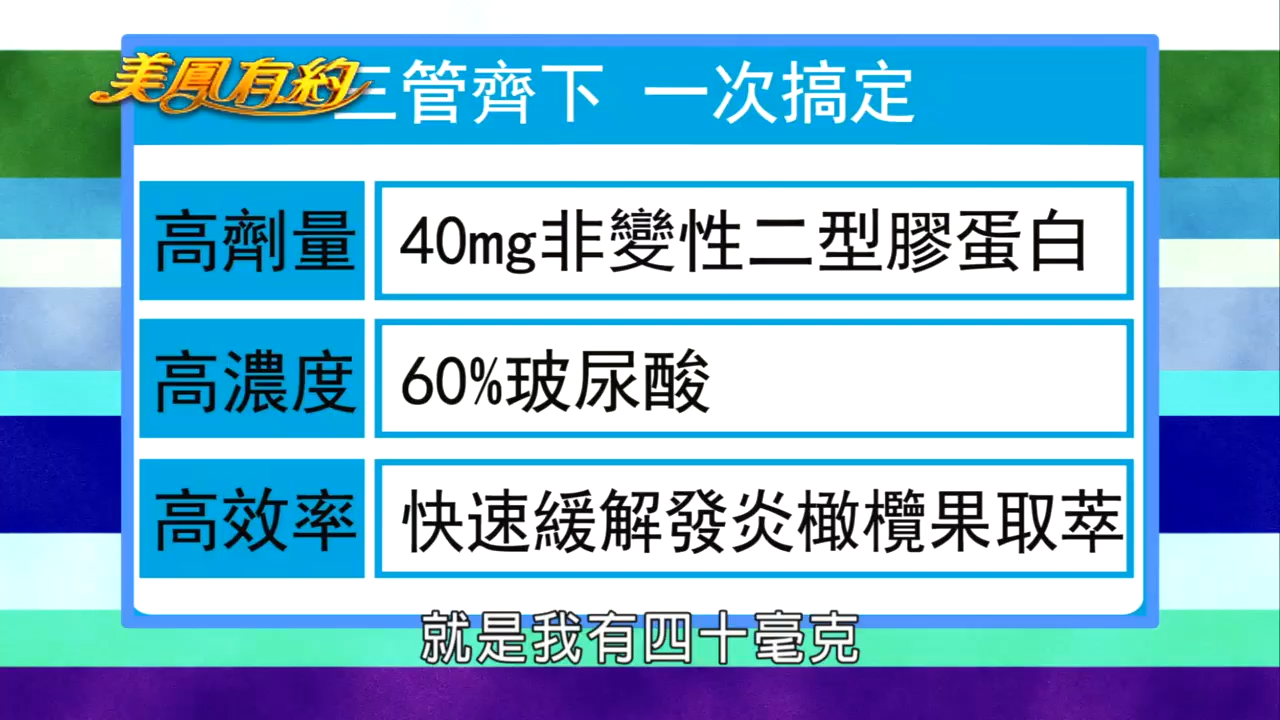 美鳳有約
三管齊下 一次搞定
高劑量 40mg非變性二型膠蛋白
高濃度 60%玻尿酸
高效率 快速緩解發炎橄欖果取萃
就是我有四十毫克